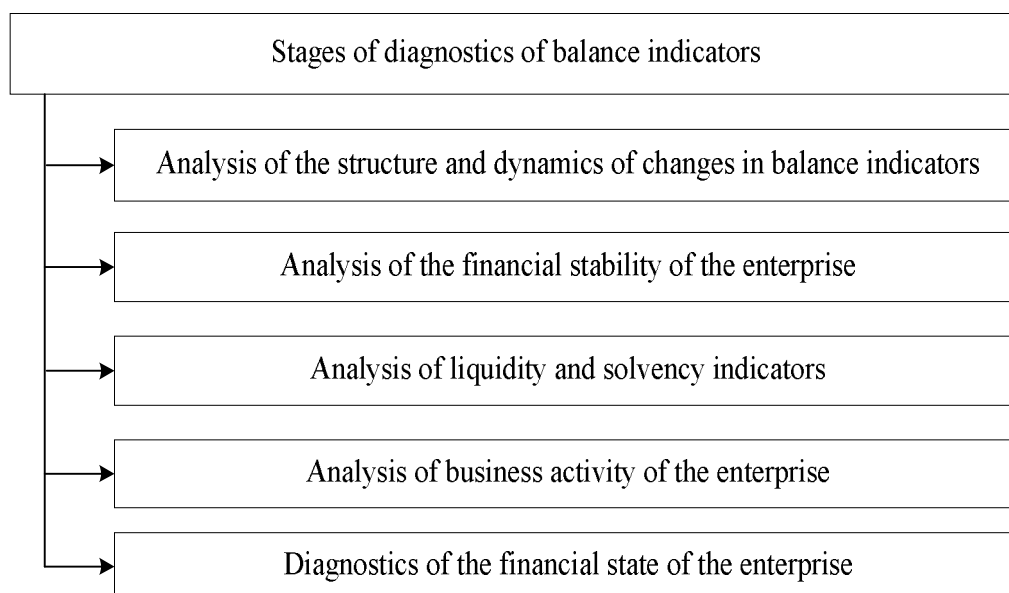 Stages of diagnostics of balance indicators
Analysis of the structure and dynamics of changes in balance indicators
Analysis of the financial stability of the enterprise
Analysis of liquidity and solvency indicators
Analysis of business activity of the enterprise
Diagnostics of the financial state of the enterprise